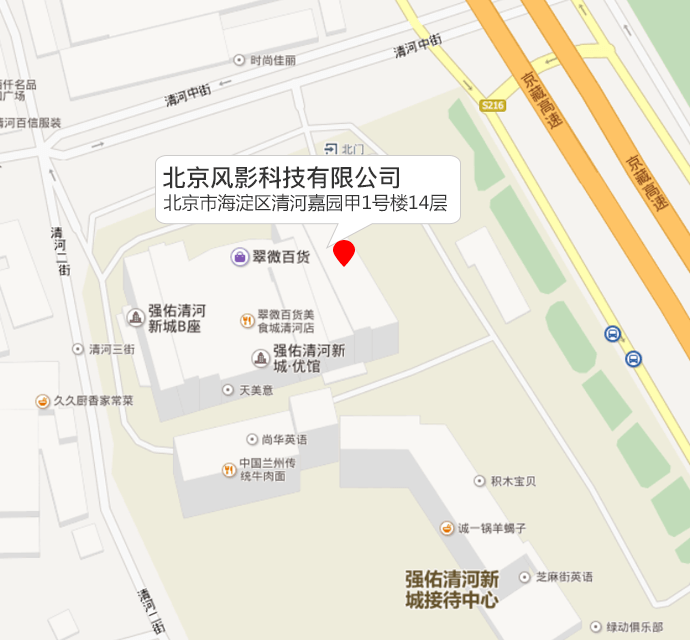 清河中街
时尚佳丽
京藏高速
S216
清河中街
仟名品
广场
清河百信服装
北门
京藏高速
北京风影科技有限公司
北京市海淀区清河嘉园甲1号楼14层
清河二街
翠微百货
强佑清河
新城B座
翠微百货美
食城清河店
清河三街
强佑清河新
城·优馆
天美意
久久厨香家常菜
尚华英语
中国兰州传
统牛肉面
积木宝贝
诚一锅羊蝎子
强佑清河新
城接待中心
芝麻街英语
清河二街
绿动俱乐部